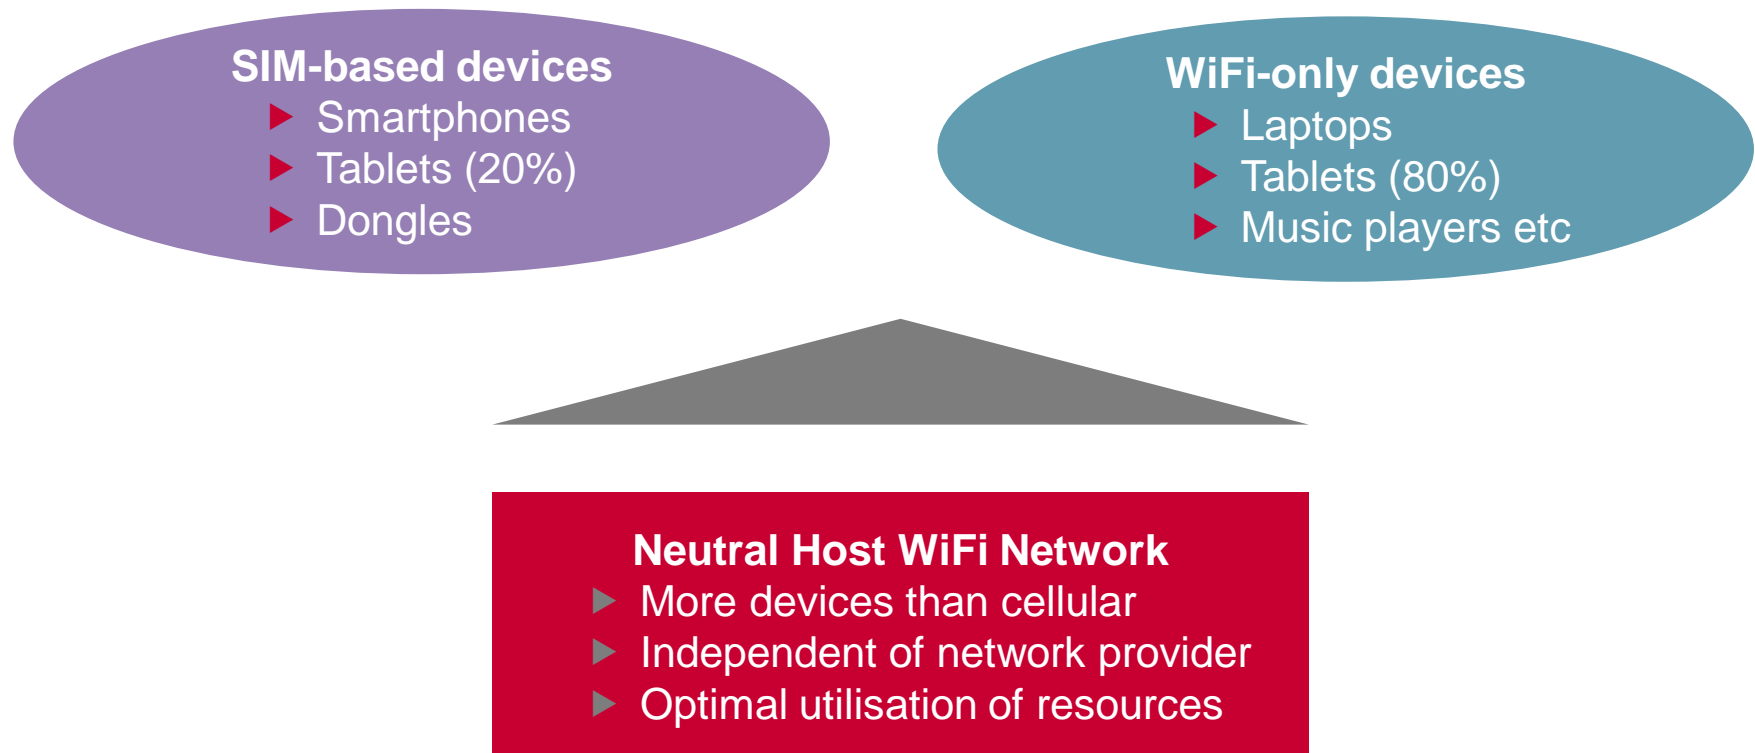 SIM-based devices
Smartphones
Tablets (20%)
Dongles
WiFi-only devices
Laptops
Tablets (80%)
Music players etc
Neutral Host WiFi Network
More devices than cellular
Independent of network provider
Optimal utilisation of resources